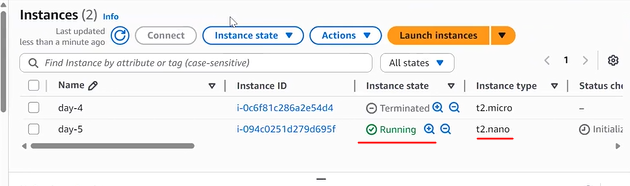 Instances (2) Info
Last updated
less than a minute ago
Connect
Instance state
Actions
Launch instances
Find Instance by attribute or tag (case-sensitive)
All states
1
Name Instance ID Instance state Instance type Status che
day-4 i-0c6f81c286a2e54d4 Terminated t2.micro –
day-5 i-094c0251d279d695f Running t2.nano Initializ